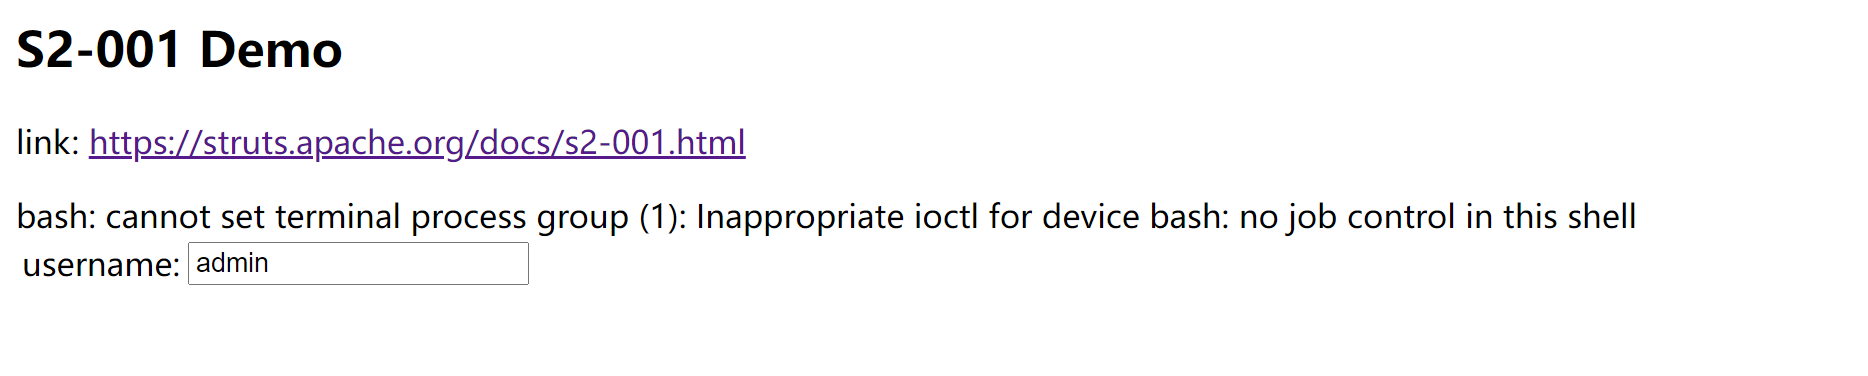 S2-001 Demo
link: https://struts.apache.org/docs/s2-001.html
bash: cannot set terminal process group (1): Inappropriate ioctl for device bash: no job control in this shell
username: admin